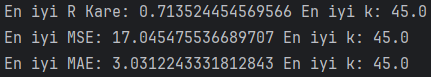 En iyi R Kare: 0.713524454569566 En iyi k: 45.0
En iyi MSE: 17.045475536689707 En iyi k: 45.0
En iyi MAE: 3.0312243331812843 En iyi k: 45.0